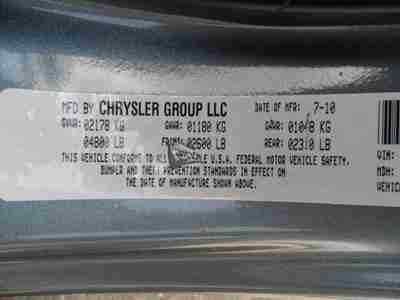 MFD BY CHRYSLER GROUP LLC DATE OF MFR. 7-10
GVWR: 02178 KG GAWR: 01180 KG GAWR: 01048 KG
04800 LB FRONT: 02600 LB REAR: 02310 LB
THIS VEHICLE CONFORMS TO ALL U.S.A. FEDERAL MOTOR VEHICLE SAFETY,
BUMPER AND THEFT PREVENTION STANDARDS IN EFFECT ON
THE DATE OF MANUFACTURE SHOWN ABOVE.
VIN:
MDH:
VEHIC